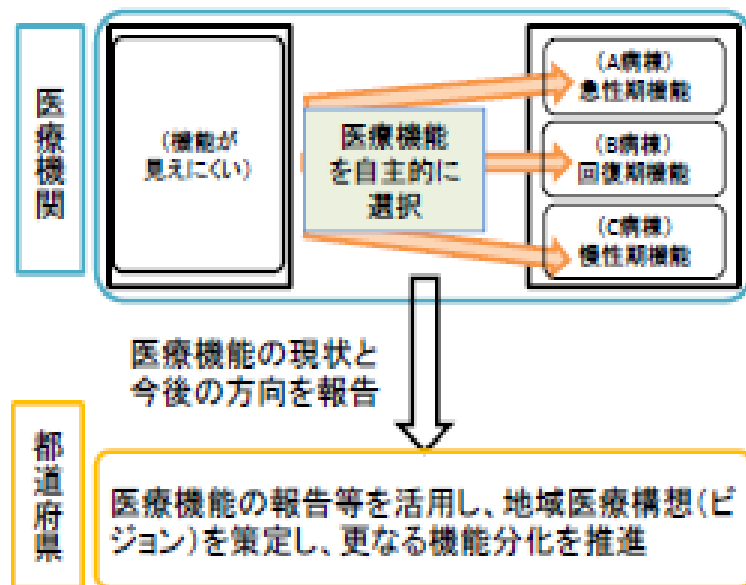 医療機関
(機能が
見えにくい)
医療機能
を自主的に
選択
(A病棟)
急性期機能
(B病棟)
回復期機能
(C病棟)
慢性期機能
医療機能の現状と
今後の方向を報告
都道府県
医療機能の報告等を活用し、地域医療構想(ビ
ジョン)を策定し、更なる機能分化を推進